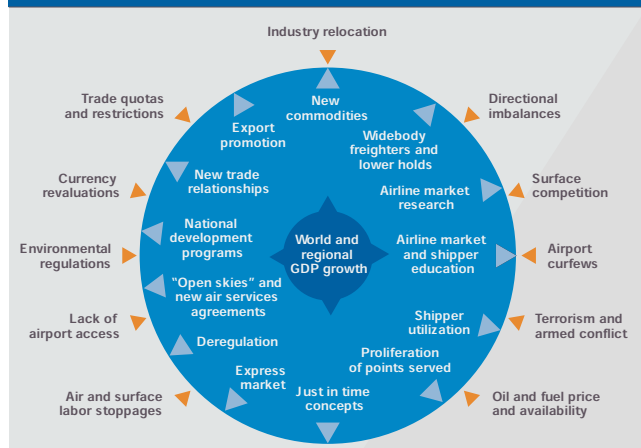 Industry relocation
Trade quotas
and restrictions
Directional
imbalances
New
commodities
Export
promotion
Widebody
freighters and
lower holds
Currency
revaluations
New trade
relationships
Airline market
research
Surface
competition
Environmental
regulations
National
development
programs
World and
regional
GDP growth
Airline market
and shipper
education
Airport
curfews
Lack of
airport access
"Open skies" and
new air services
agreements
Shipper
utilization
Terrorism and
armed conflict
Deregulation
Proliferation
of points served
Air and surface
labor stoppages
Express
market
Just in time
concepts
Oil and fuel price
and availability